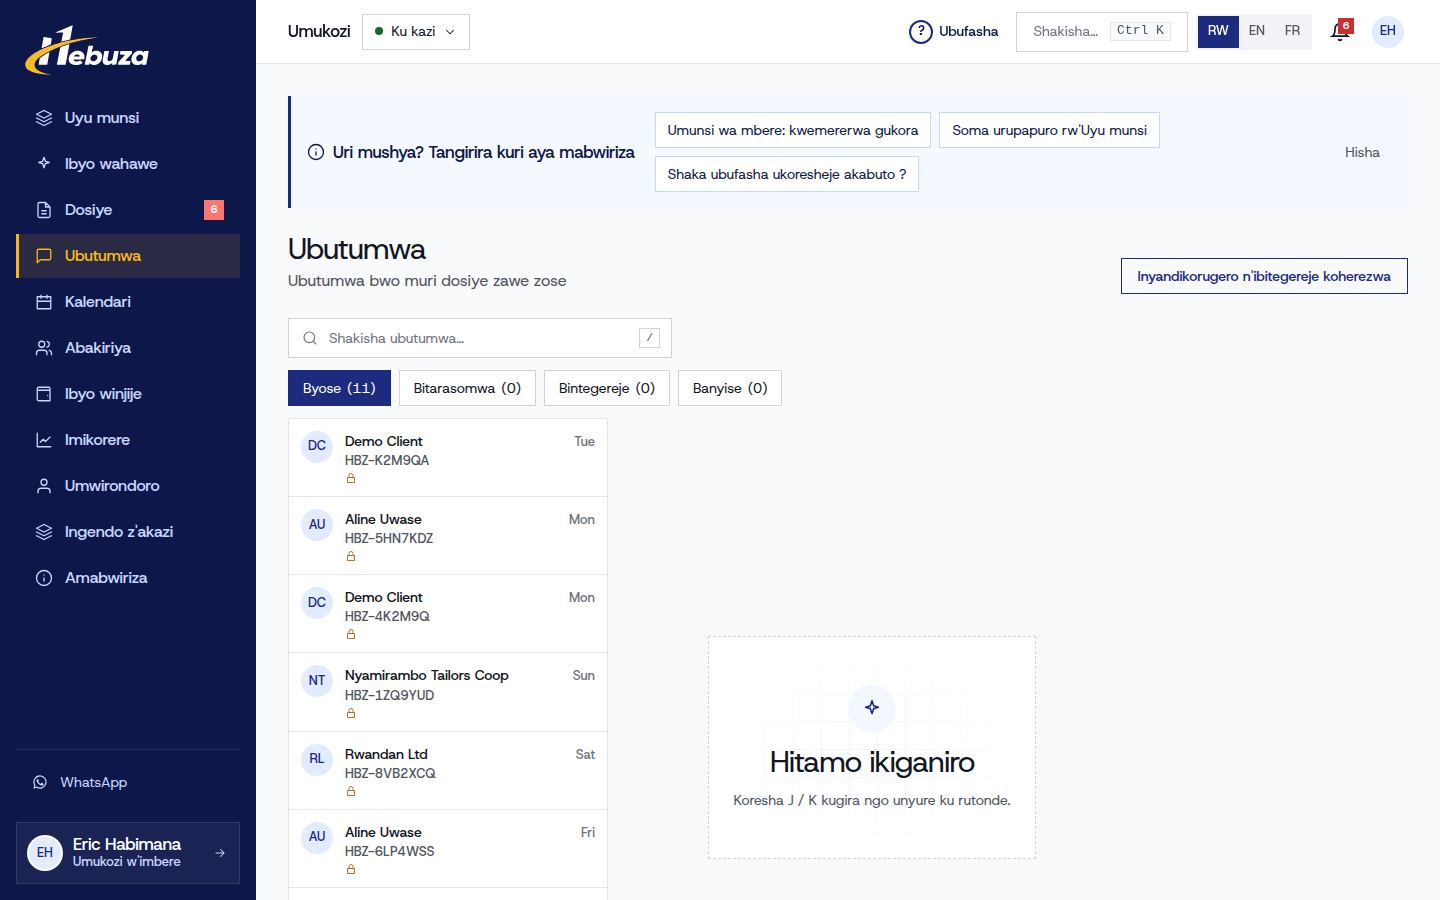 Hebuza
Umukozi
Ku kazi
? Ubufasha
Shakisha... Ctrl K
RW EN FR
6
EH
Uyu munsi
Ibyo wahawe
Dosiye 6
Ubutumwa
Kalendari
Abakiriya
Ibyo winjije
Imikorere
Umwirondoro
Ingendo z'akazi
Amabwiriza
WhatsApp
EH Eric Habimana
Umukozi w'imbere
Uri mushya? Tangirira kuri aya mabwiriza
Umunsi wa mbere: kwemererwa gukora
Soma urupapuro rw'Uyu munsi
Shaka ubufasha ukoresheje akabuto ?
Hisha
Ubutumwa
Ubutumwa bwo muri dosiye zawe zose
Inyandikorugero n'ibitegereje koherezwa
Shakisha ubutumwa... /
Byose (11) Bitarasomwa (0) Bintegereje (0) Banyise (0)
DC Demo Client Tue
HBZ-K2M9QA
AU Aline Uwase Mon
HBZ-5HN7KDZ
DC Demo Client Mon
HBZ-4K2M9Q
NT Nyamirambo Tailors Coop Sun
HBZ-1ZQ9YUD
RL Rwandan Ltd Sat
HBZ-8VB2XCQ
AU Aline Uwase Fri
HBZ-6LP4WSS
Hitamo ikiganiro
Koresha J / K kugira ngo unyure ku rutonde.